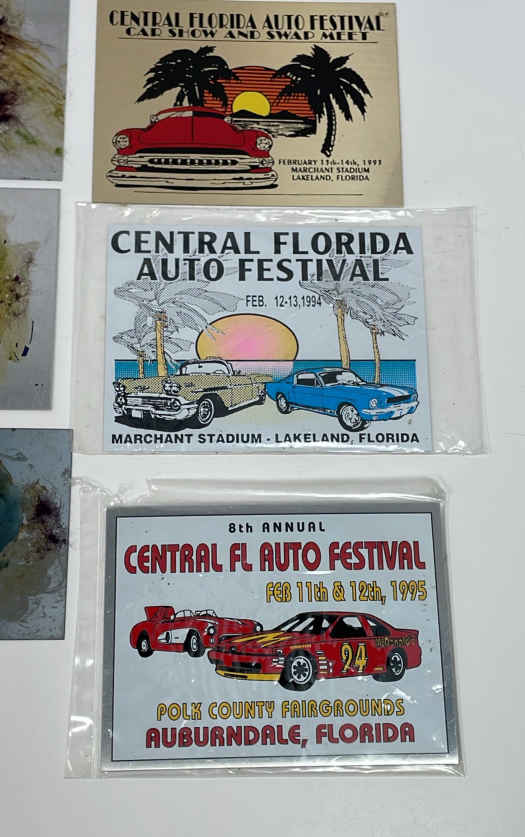 CENTRAL FLORIDA AUTO FESTIVAL
CAR SHOW AND SWAP MEET
FEBRUARY 13th-14th, 1993
MARCHANT STADIUM
LAKELAND, FLORIDA
CENTRAL FLORIDA
AUTO FESTIVAL
FEB. 12-13,1994
MARCHANT STADIUM - LAKELAND, FLORIDA
8th ANNUAL
CENTRAL FL AUTO FESTIVAL
FEB 11th & 12th, 1995
McDonald's
24
POLK COUNTY FAIRGROUNDS
AUBURNDALE, FLORIDA